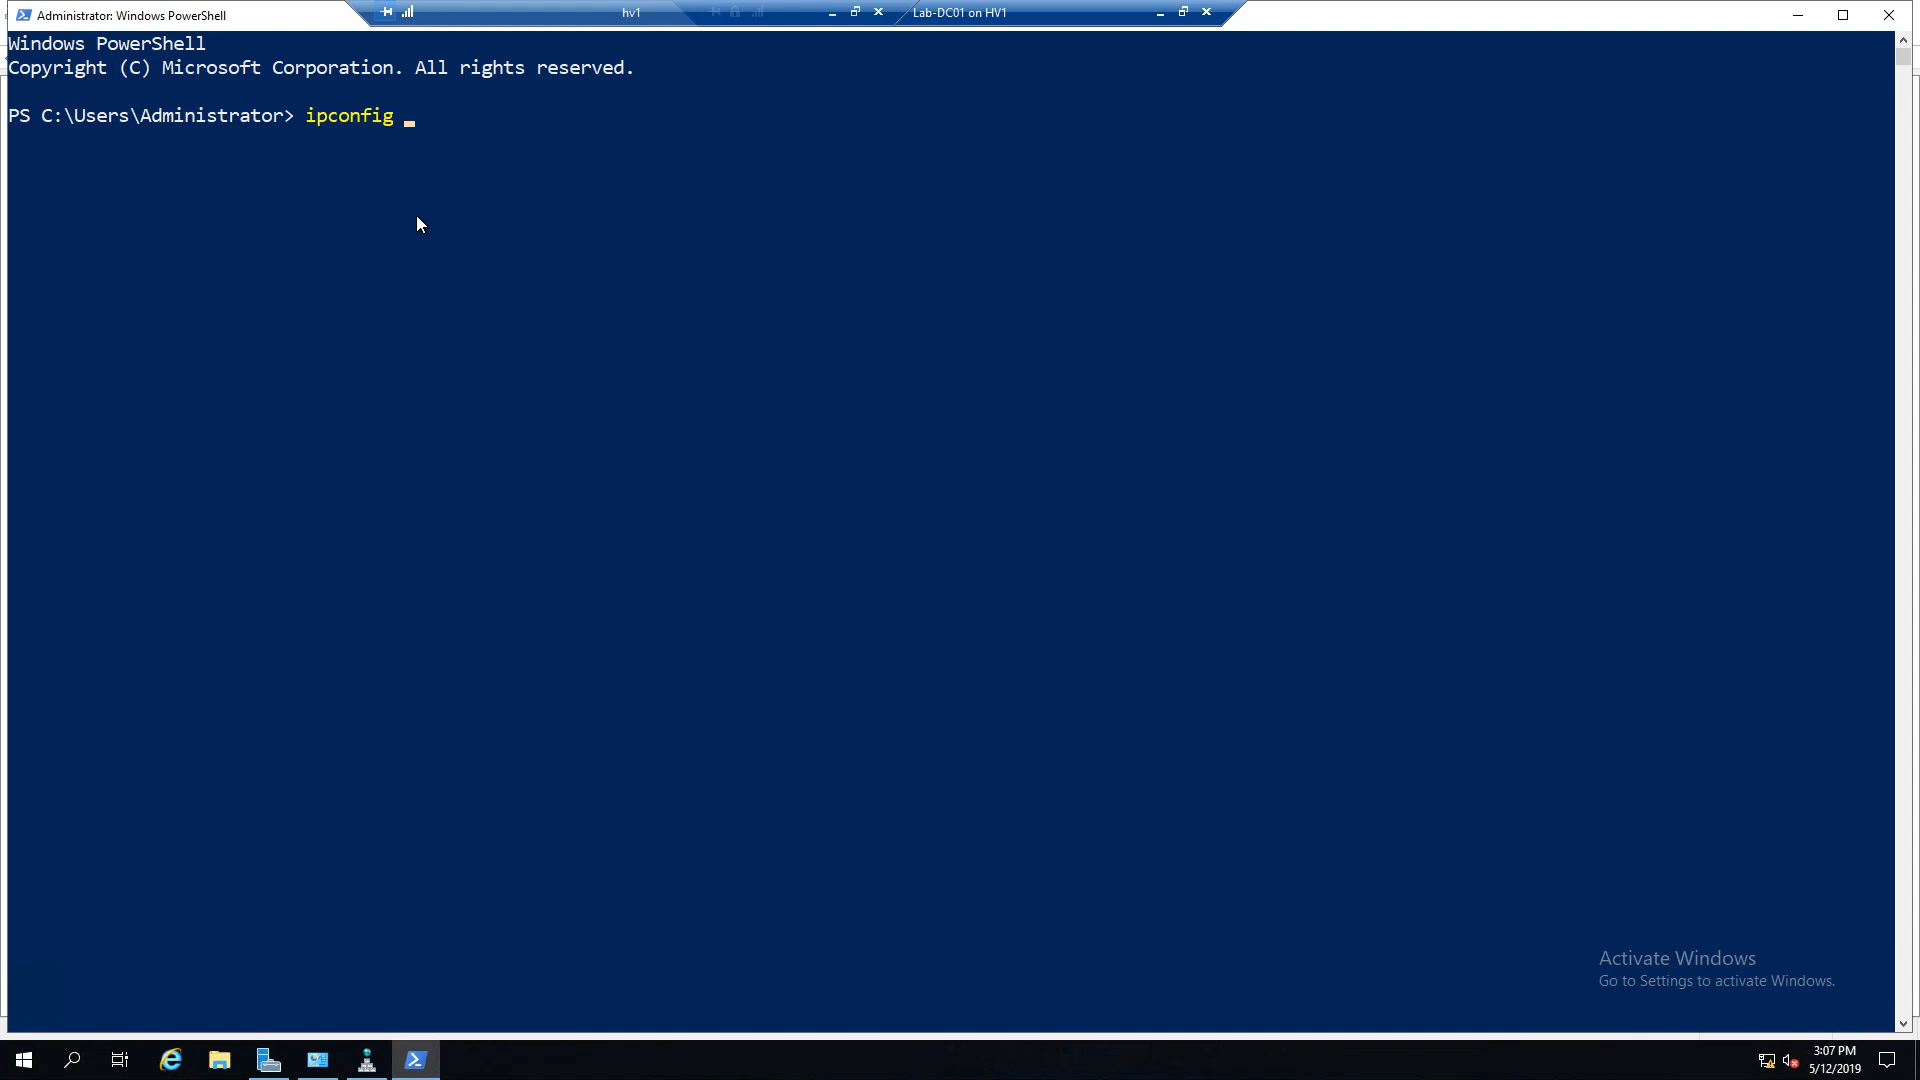 Administrator: Windows PowerShell
hv1
Lab-DC01 on HV1
Windows PowerShell
Copyright (C) Microsoft Corporation. All rights reserved.
PS C:\Users\Administrator> ipconfig _
Activate Windows
Go to Settings to activate Windows.
3:07 PM
5/12/2019